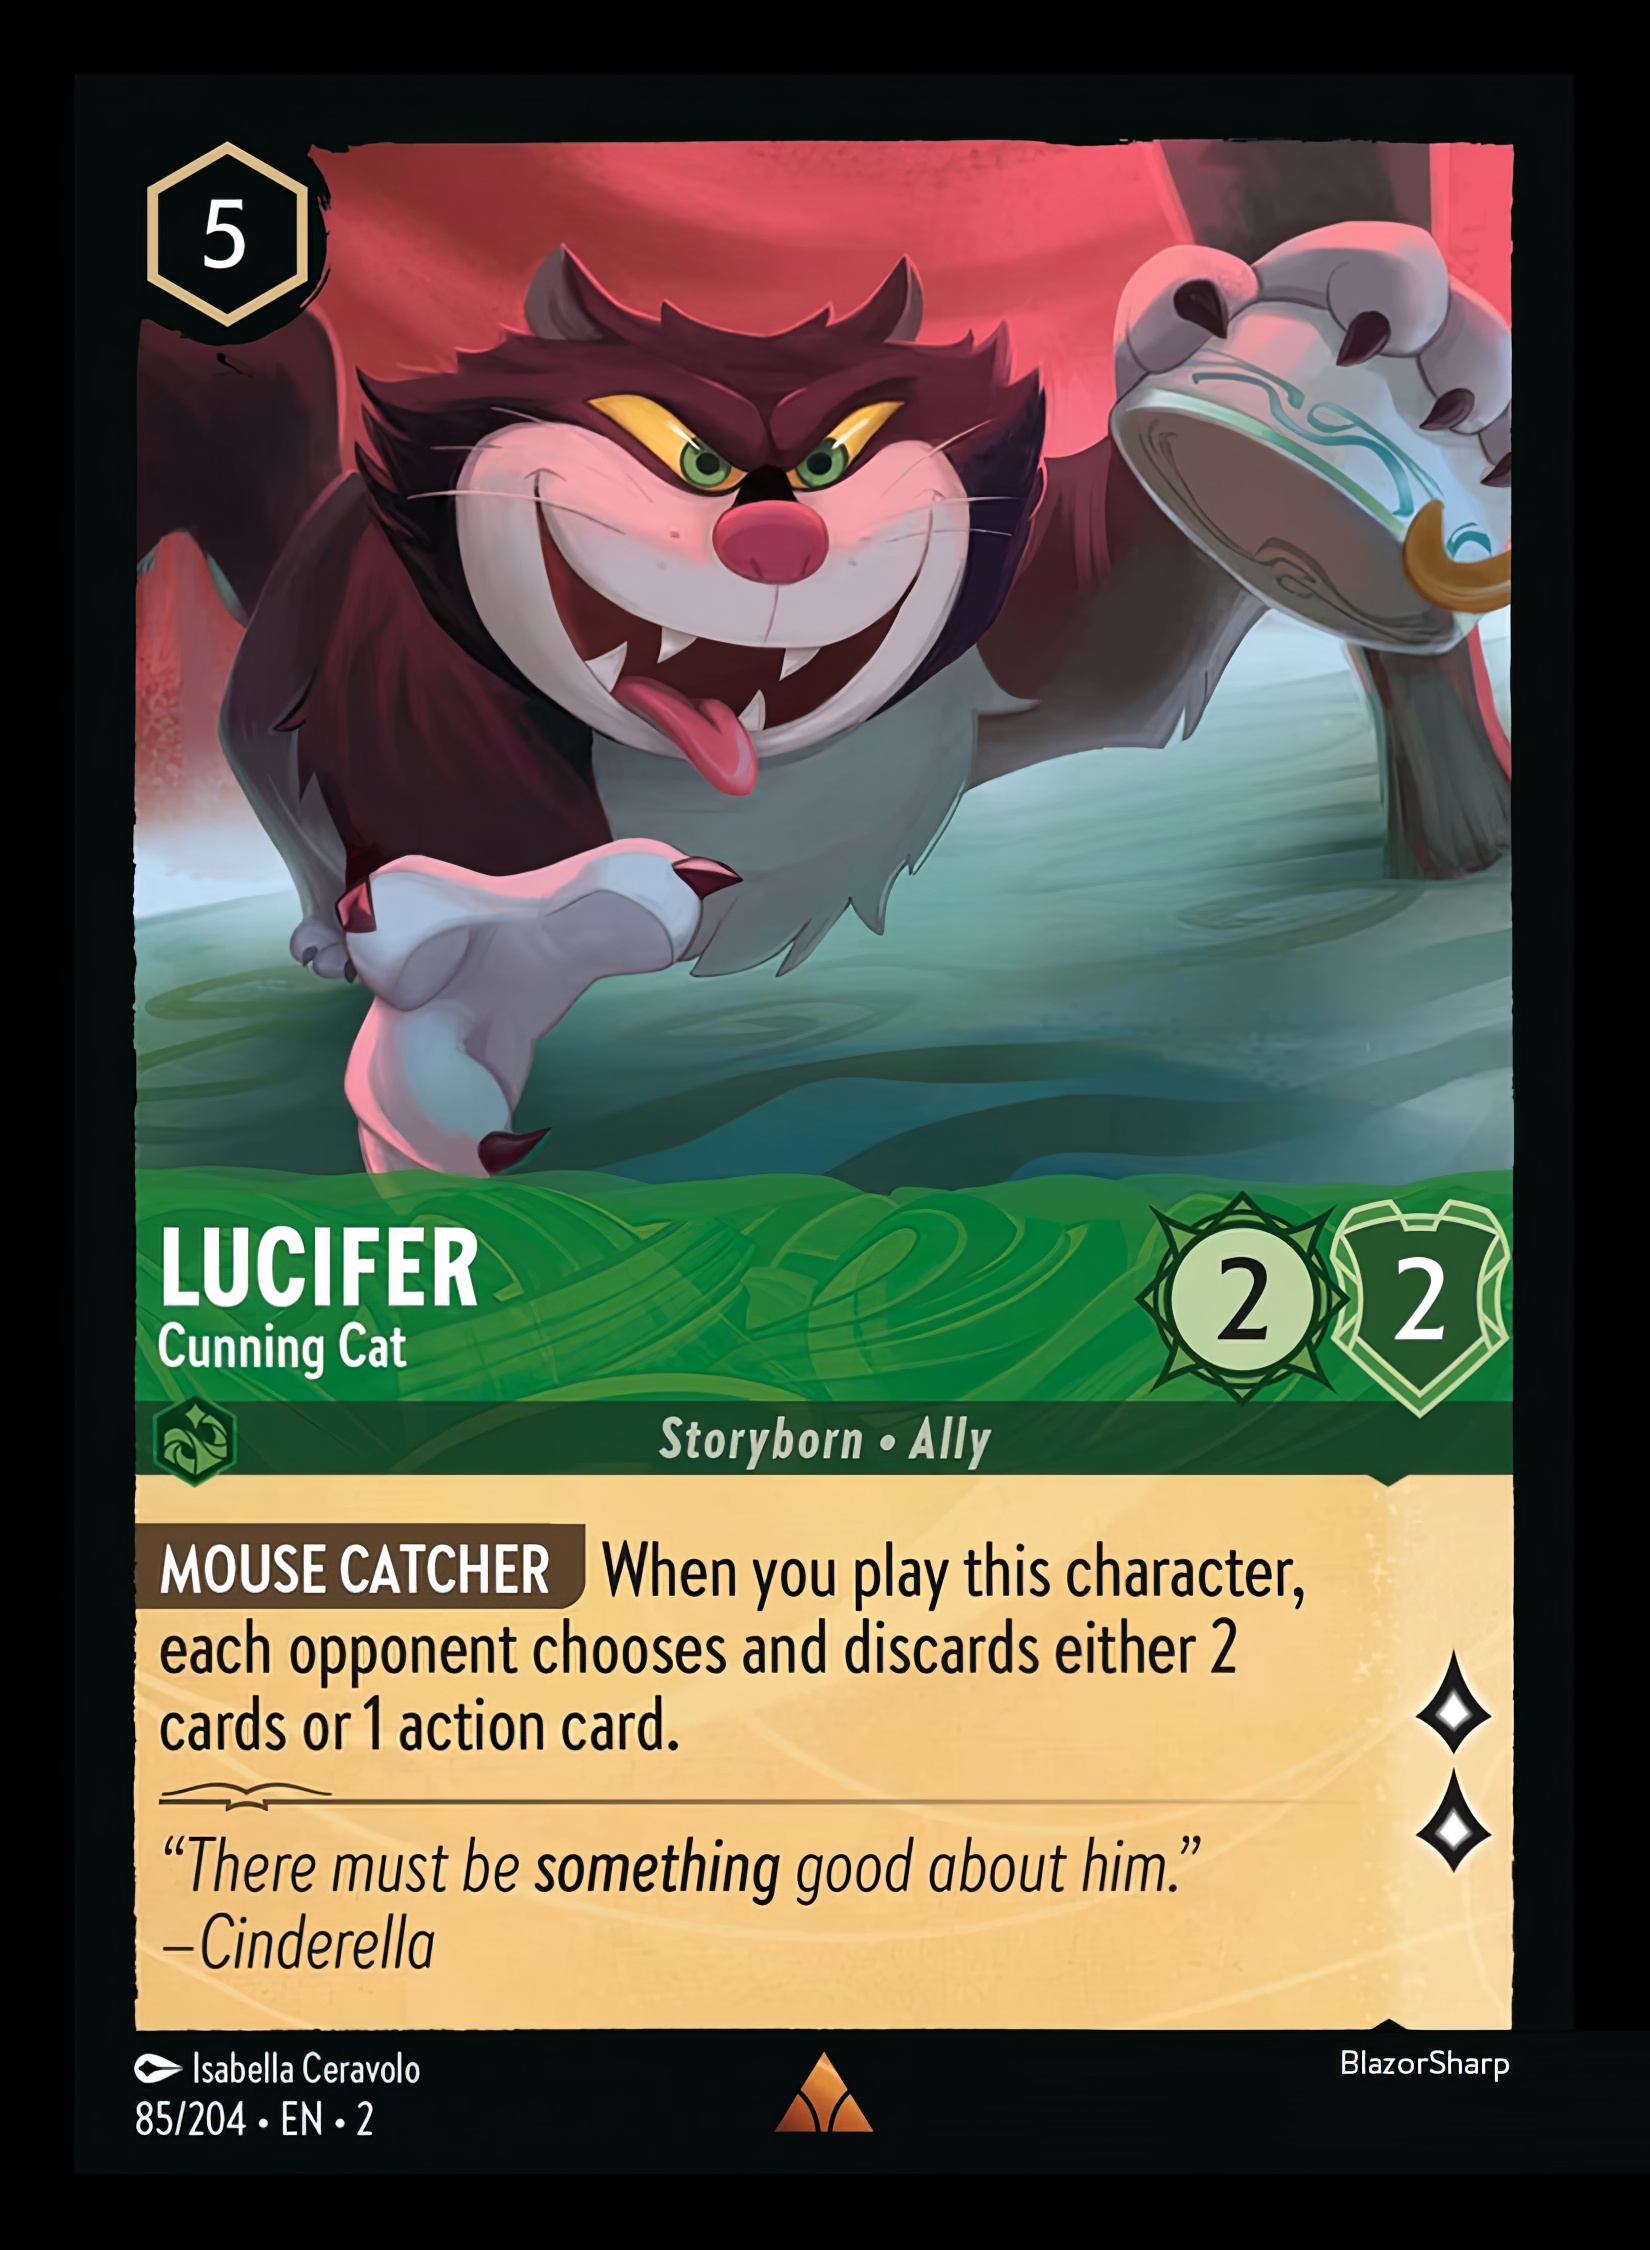 5
LUCIFER
Cunning Cat
2 2
Storyborn • Ally
MOUSE CATCHER When you play this character,
each opponent chooses and discards either 2
cards or 1 action card.
“There must be something good about him.”
–Cinderella
Isabella Ceravolo
BlazorSharp
85/204 • EN • 2